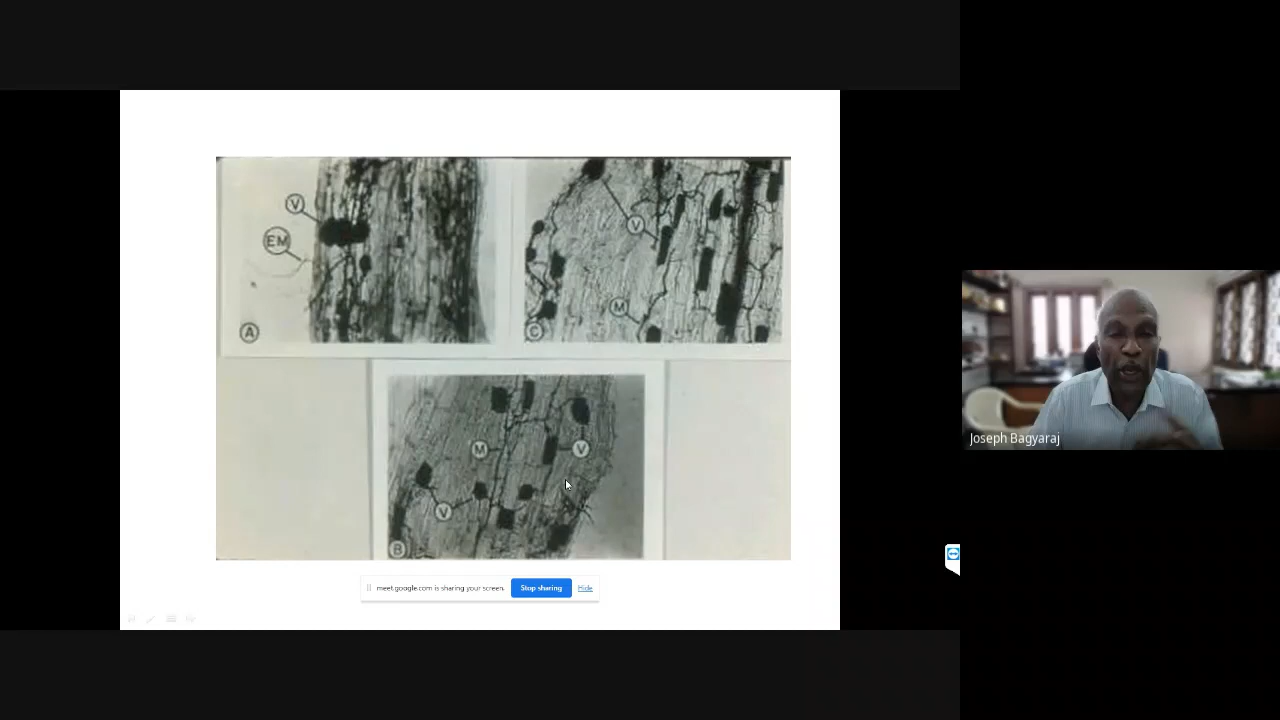 V
EM
A
V
M
C
M
V
V
B
meet.google.com is sharing your screen. Stop sharing Hide
Joseph Bagyaraj